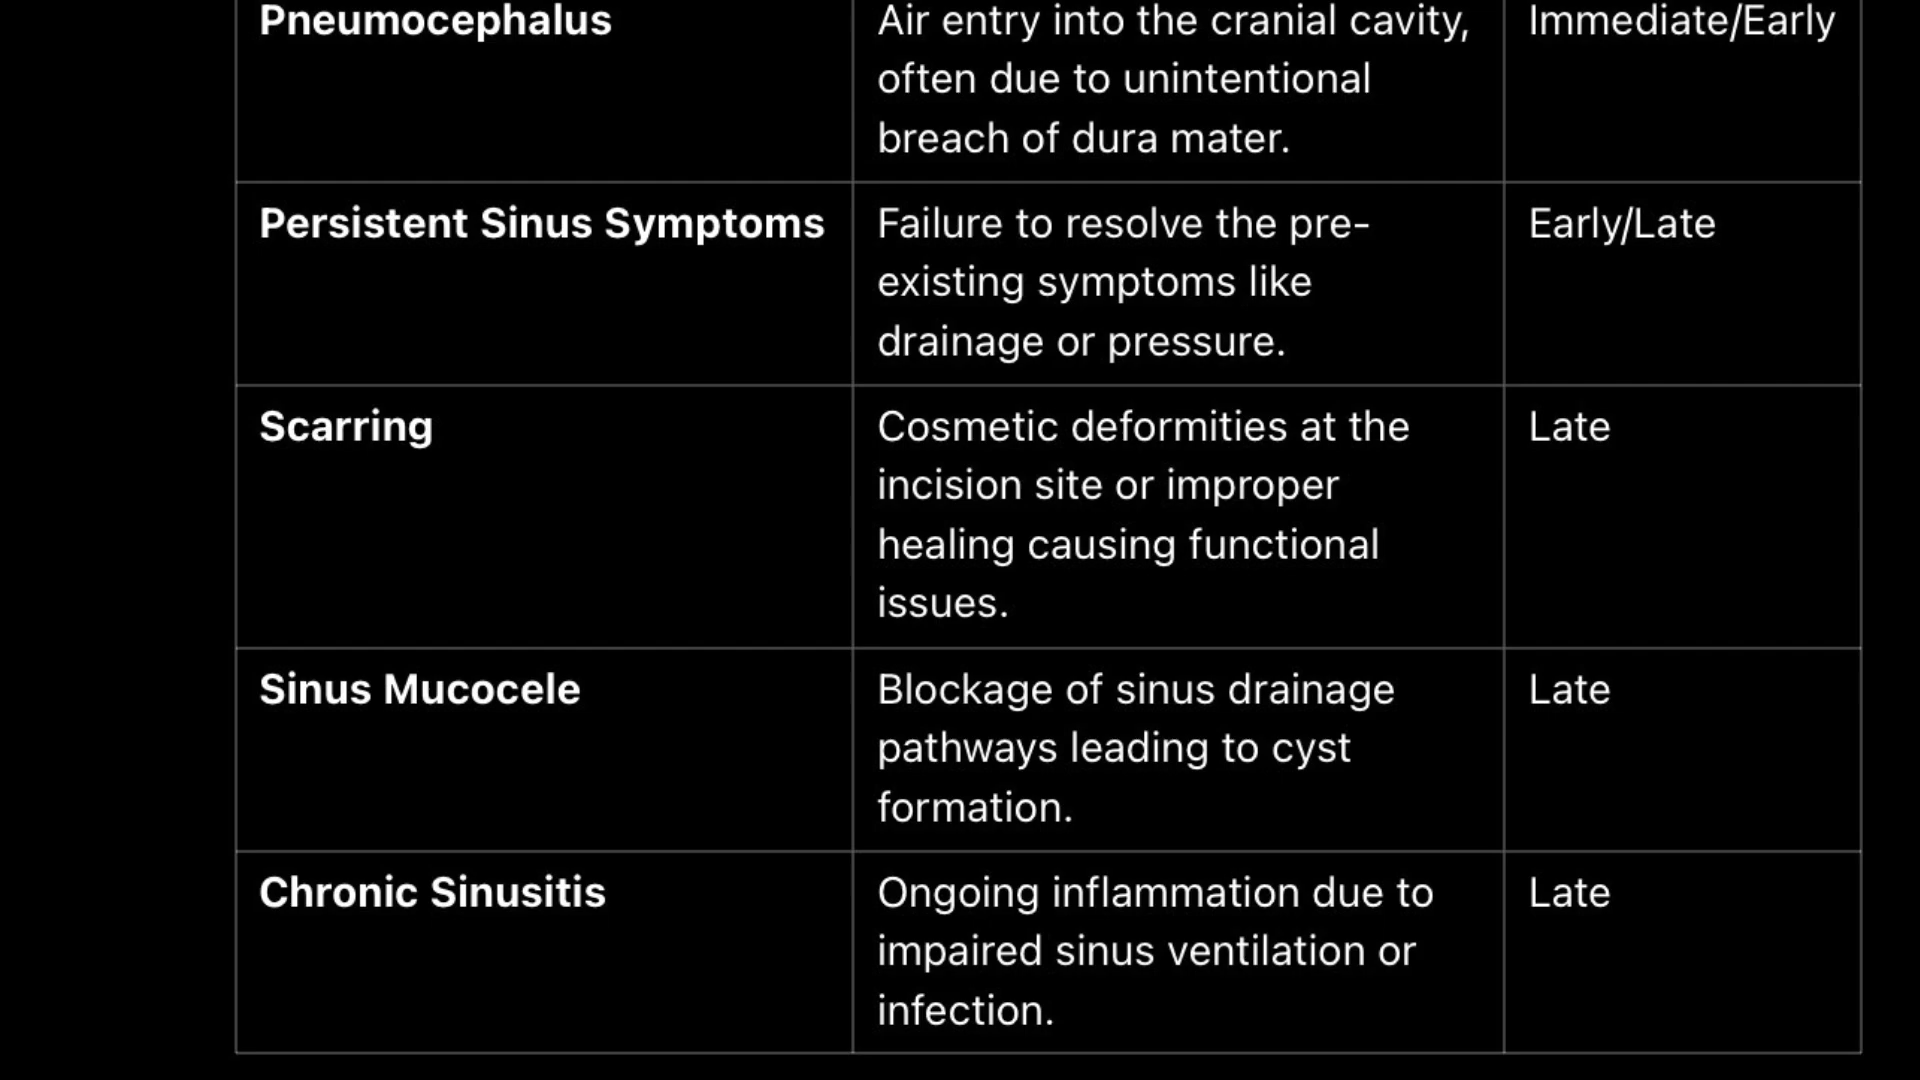 Pneumocephalus
Air entry into the cranial cavity,
often due to unintentional
breach of dura mater.
Immediate/Early
Persistent Sinus Symptoms
Failure to resolve the pre-
existing symptoms like
drainage or pressure.
Early/Late
Scarring
Cosmetic deformities at the
incision site or improper
healing causing functional
issues.
Late
Sinus Mucocele
Blockage of sinus drainage
pathways leading to cyst
formation.
Late
Chronic Sinusitis
Ongoing inflammation due to
impaired sinus ventilation or
infection.
Late